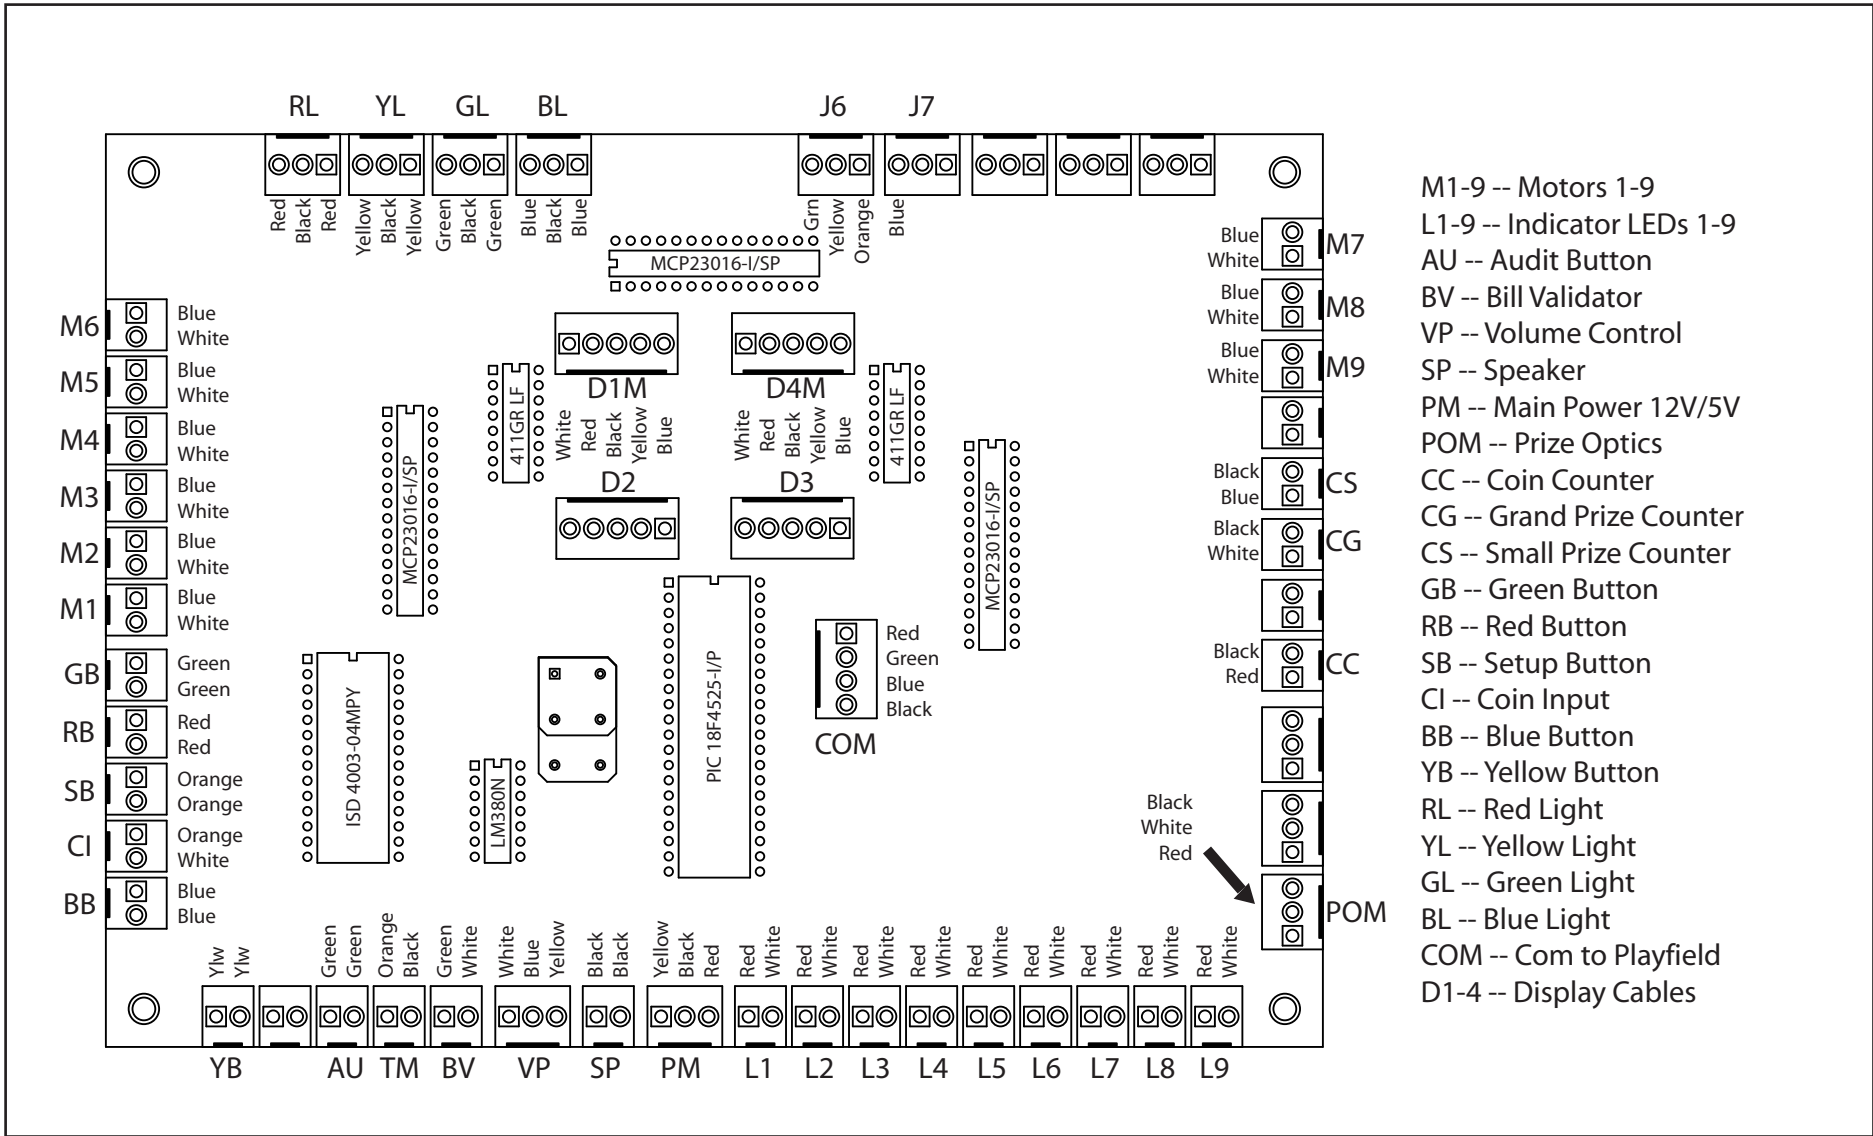 RL YL GL BL J6 J7
Red Black Red
Yellow Black Yellow
Green Black Green
Blue Black Blue
Grn Yellow Orange
Blue
MCP23016-I/SP
M6 Blue
White
M5 Blue
White
M4 Blue
White
M3 Blue
White
M2 Blue
White
M1 Blue
White
GB Green
Green
RB Red
Red
SB Orange
Orange
CI Orange
White
BB Blue
Blue
MCP23016-I/SP
411GR LF
D1M
White Red Black Yellow Blue
D2
D4M
White Red Black Yellow Blue
D3
411GR LF
MCP23016-I/SP
ISD 4003-04MPY
LM380N
PIC 18F4525-I/P
Red
Green
Blue
Black
COM
Blue
White M7
Blue
White M8
Blue
White M9
Black
Blue CS
Black
White CG
Black
Red CC
Black
White
Red
POM
Ylw Ylw
Green Green
Orange Black
Green White
White Blue Yellow
Black Black
Yellow Black Red
Red White
Red White
Red White
Red White
Red White
Red White
Red White
Red White
Red White
YB AU TM BV VP SP PM L1 L2 L3 L4 L5 L6 L7 L8 L9
M1-9 -- Motors 1-9
L1-9 -- Indicator LEDs 1-9
AU -- Audit Button
BV -- Bill Validator
VP -- Volume Control
SP -- Speaker
PM -- Main Power 12V/5V
POM -- Prize Optics
CC -- Coin Counter
CG -- Grand Prize Counter
CS -- Small Prize Counter
GB -- Green Button
RB -- Red Button
SB -- Setup Button
CI -- Coin Input
BB -- Blue Button
YB -- Yellow Button
RL -- Red Light
YL -- Yellow Light
GL -- Green Light
BL -- Blue Light
COM -- Com to Playfield
D1-4 -- Display Cables